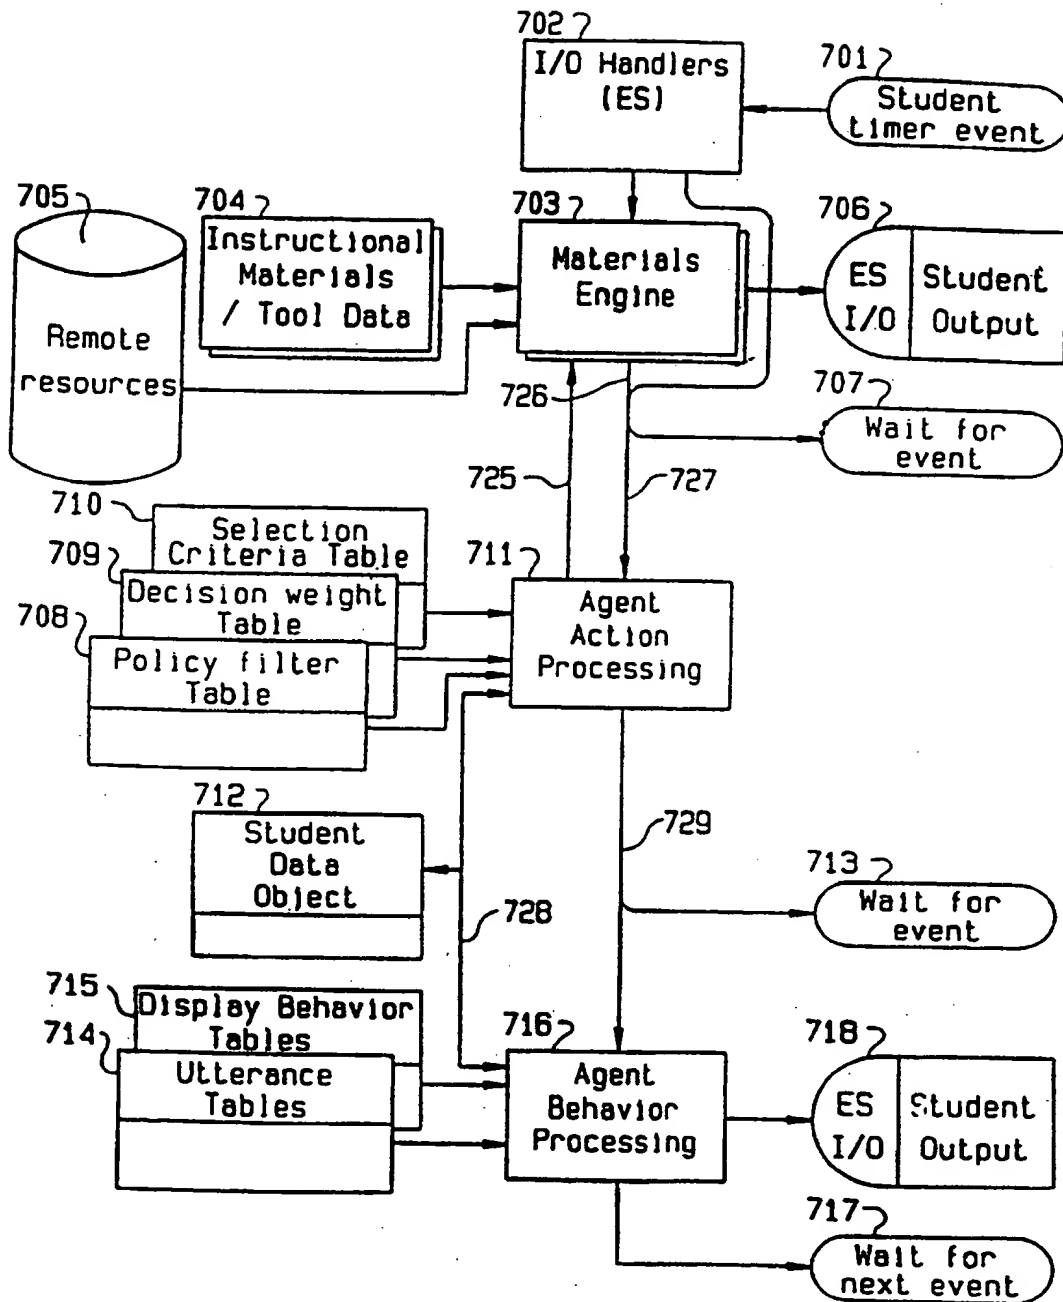 702
I/O Handlers
(ES)
701
Student
timer event
705
Remote
resources
704
Instructional
Materials
/ Tool Data
703
Materials
Engine
706
ES
I/O
Student
Output
726
707
Wait for
event
725
727
710
Selection
Criteria Table
709
Decision weight
Table
708
Policy filter
Table
711
Agent
Action
Processing
712
Student
Data
Object
728
729
713
Wait for
event
715
Display Behavior
Tables
714
Utterance
Tables
716
Agent
Behavior
Processing
718
ES
I/O
Student
Output
717
Wait for
next event